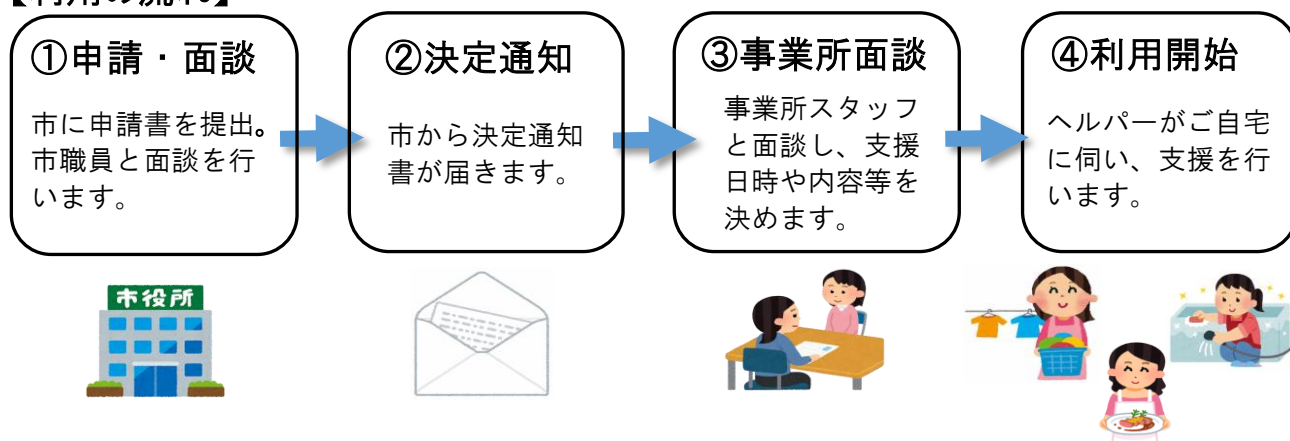 ①申請・面談
市に申請書を提出。
市職員と面談を行
います。
②決定通知
市から決定通知
書が届きます。
③事業所面談
事業所スタッフ
と面談し、支援
日時や内容等を
決めます。
④利用開始
ヘルパーがご自宅
に伺い、支援を行
います。
市役所